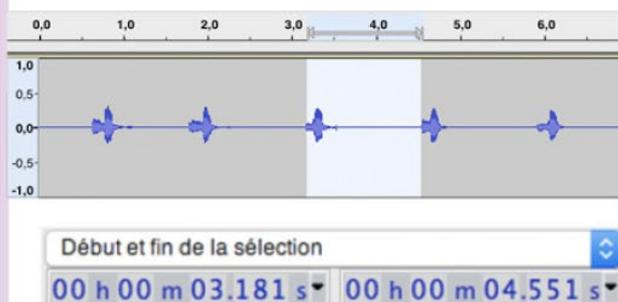 0,0 1,0 2,0 3,0 4,0 5,0 6,0
1,0
0,5-
0,0-
-0,5-
-1,0
Début et fin de la sélection
00 h 00 m 03.181 s 00 h 00 m 04.551 s